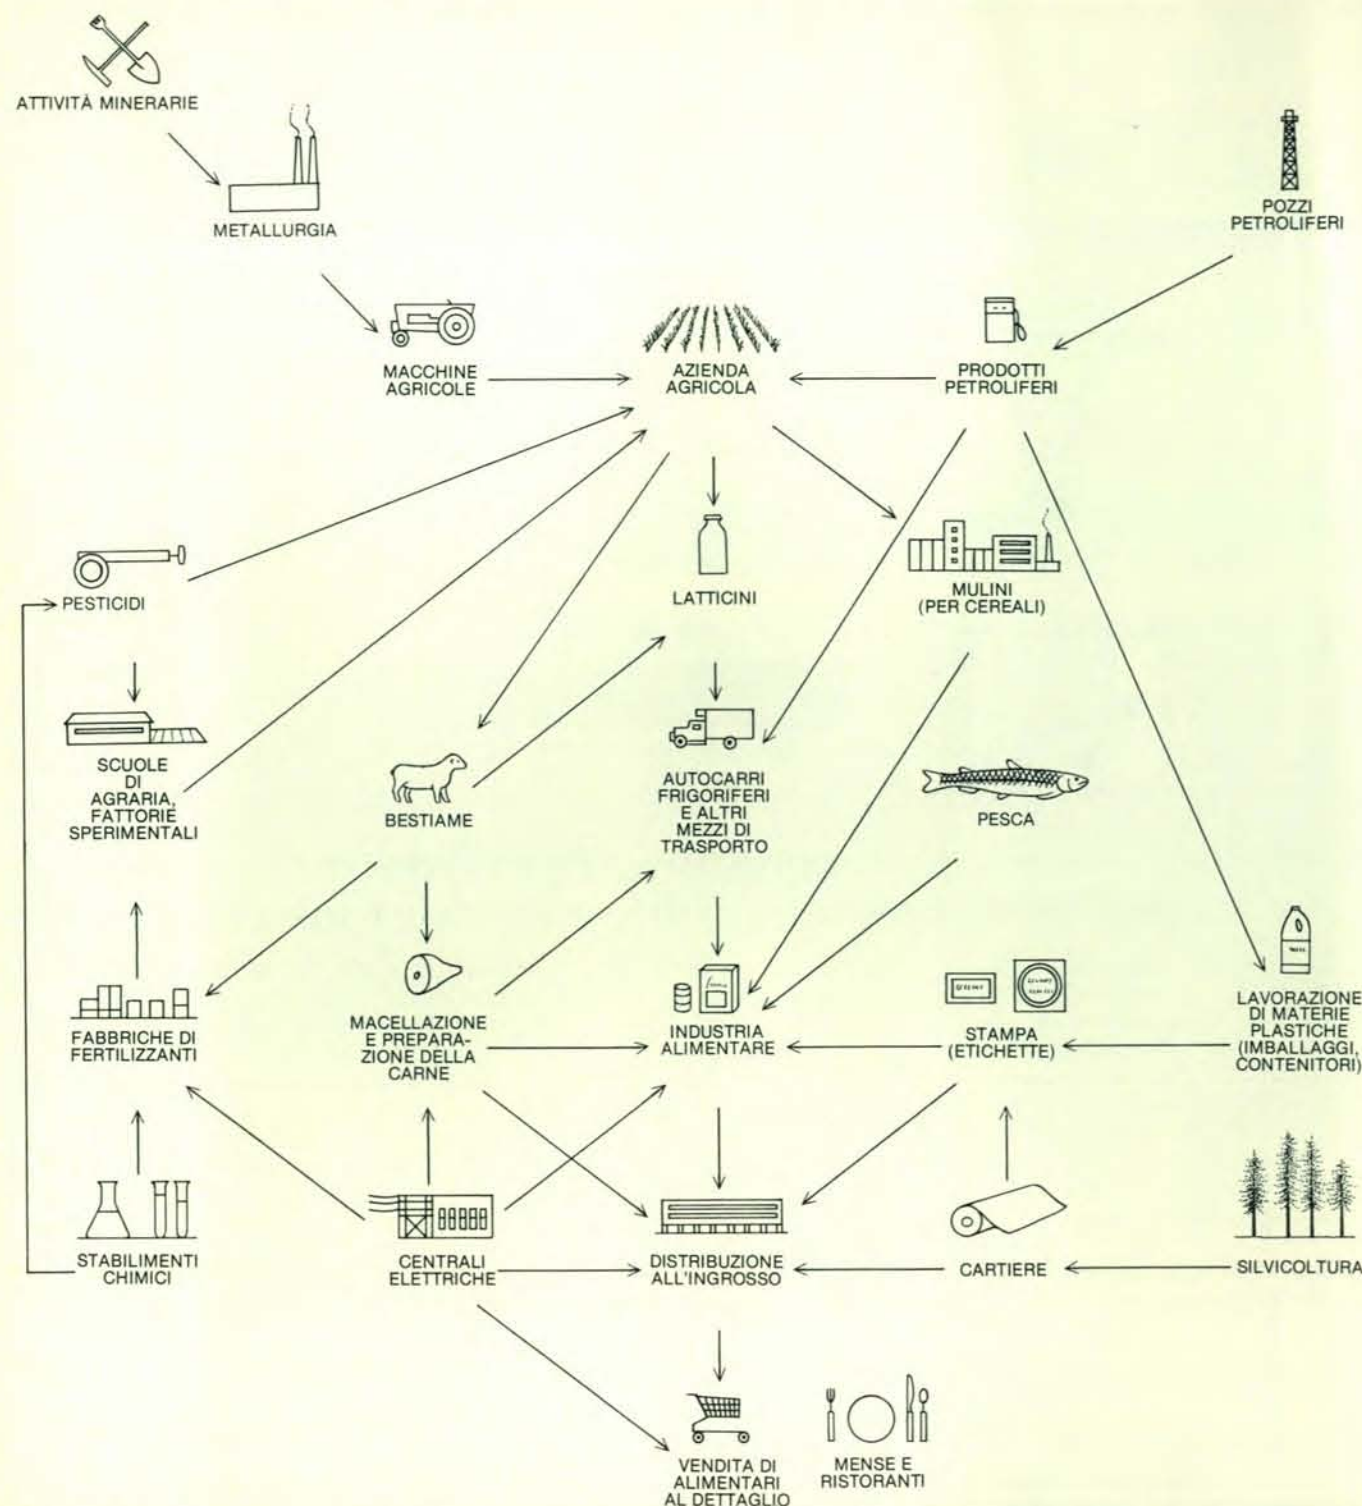 ATTIVITÀ MINERARIE
METALLURGIA
POZZI
PETROLIFERI
MACCHINE
AGRICOLE
AZIENDA
AGRICOLA
PRODOTTI
PETROLIFERI
PESTICIDI
LATTICINI
MULINI
(PER CEREALI)
SCUOLE
DI
AGRARIA,
FATTORIE
SPERIMENTALI
BESTIAME
AUTOCARRI
FRIGORIFERI
E ALTRI
MEZZI DI
TRASPORTO
PESCA
FABBRICHE DI
FERTILIZZANTI
MACELLAZIONE
E PREPARA-
ZIONE DELLA
CARNE
INDUSTRIA
ALIMENTARE
STAMPA
(ETICHETTE)
LAVORAZIONE
DI MATERIE
PLASTICHE
(IMBALLAGGI,
CONTENITORI)
STABILIMENTI
CHIMICI
CENTRALI
ELETTRICHE
DISTRIBUZIONE
ALL'INGROSSO
CARTIERE
SILVICOLTURA
VENDITA DI
ALIMENTARI
AL DETTAGLIO
MENSE E
RISTORANTI